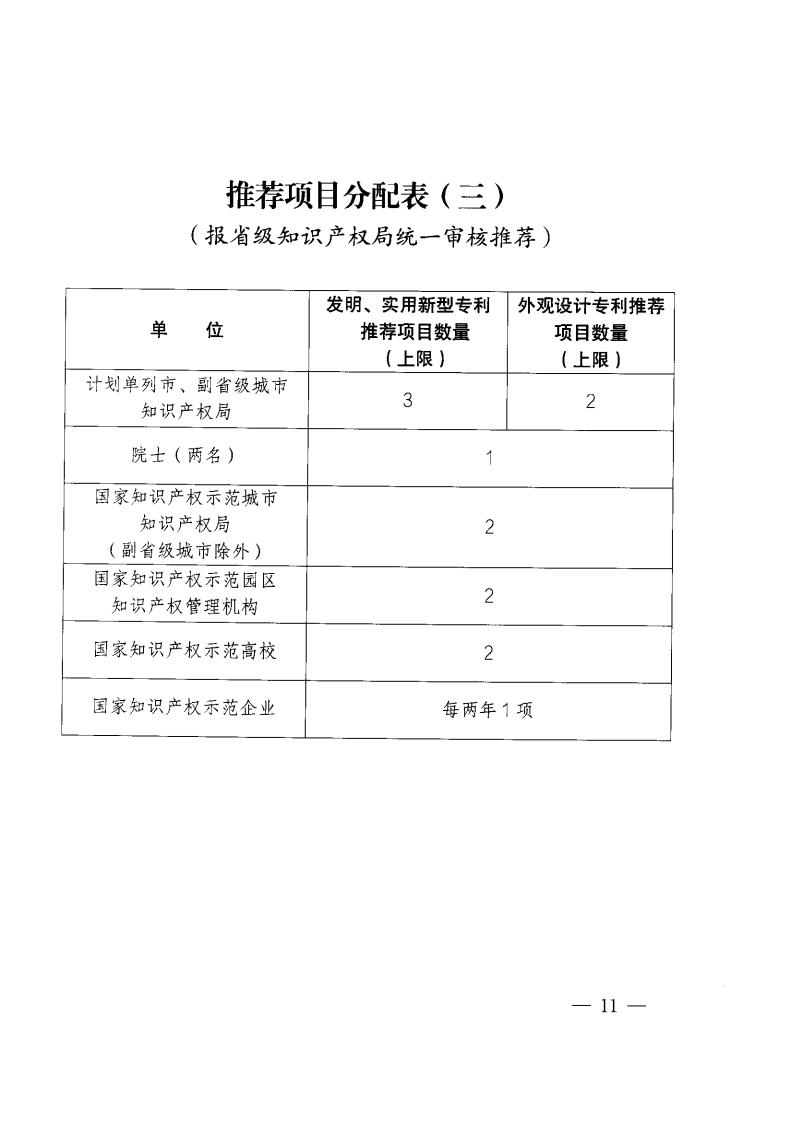 推荐项目分配表（三）
（报省级知识产权局统一审核推荐）
单 位
发明、实用新型专利
推荐项目数量
（上限）
外观设计专利推荐
项目数量
（上限）
计划单列市、副省级城市
知识产权局
3
2
院士（两名）
1
国家知识产权示范城市
知识产权局
（副省级城市除外）
2
国家知识产权示范园区
知识产权管理机构
2
国家知识产权示范高校
2
国家知识产权示范企业
每两年1项
— 11 —